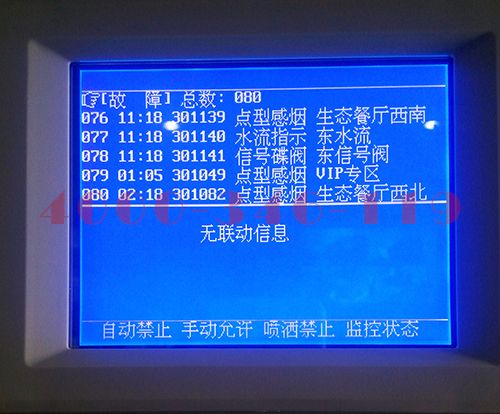 [故 障] 总数: 080
076 11:18 301139 点型感烟 生态餐厅西南
077 11:18 301140 水流指示 东水流
078 11:18 301141 信号碟阀 东信号阀
079 01:05 301049 点型感烟 VIP专区
080 02:18 301082 点型感烟 生态餐厅西北
4000-346-119
无联动信息
自动禁止 手动允许 喷洒禁止 监控状态